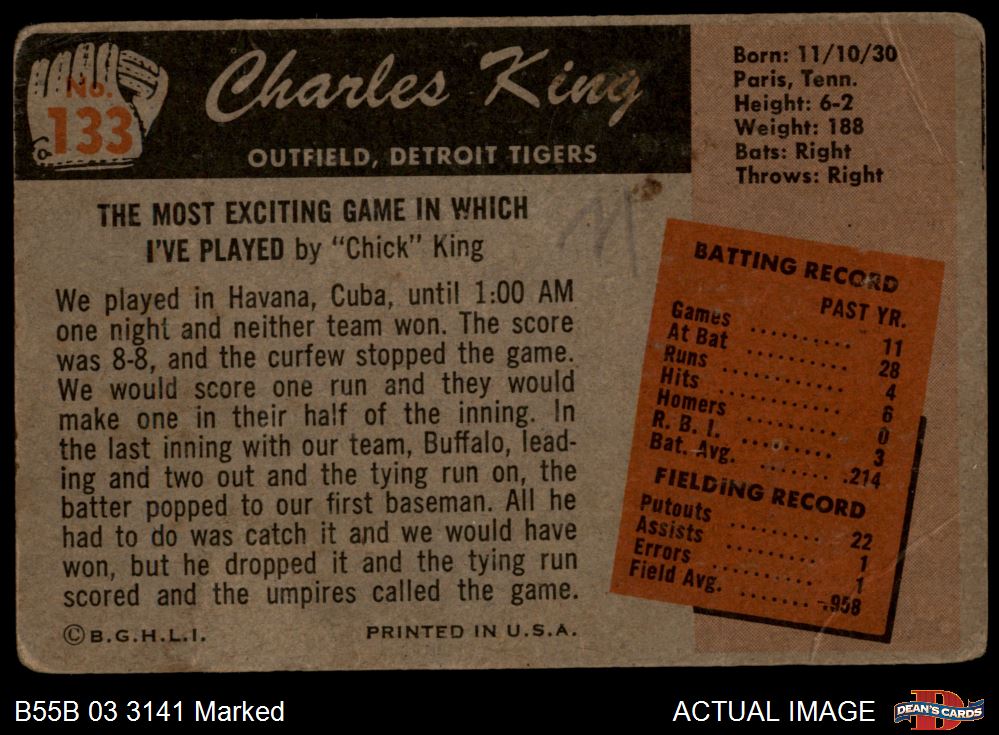 No.
133
Charles King
OUTFIELD, DETROIT TIGERS
Born: 11/10/30
Paris, Tenn.
Height: 6-2
Weight: 188
Bats: Right
Throws: Right
THE MOST EXCITING GAME IN WHICH
I'VE PLAYED by "Chick" King
We played in Havana, Cuba, until 1:00 AM
one night and neither team won. The score
was 8-8, and the curfew stopped the game.
We would score one run and they would
make one in their half of the inning. In
the last inning with our team, Buffalo, lead-
ing and two out and the tying run on, the
batter popped to our first baseman. All he
had to do was catch it and we would have
won, but he dropped it and the tying run
scored and the umpires called the game.
©B.G.H.L.I. PRINTED IN U.S.A.
BATTING RECORD
PAST YR.
Games .......... 11
At Bat .......... 28
Runs .......... 4
Hits .......... 6
Homers .......... 0
R. B. I. .......... 3
Bat. Avg. ....... .214
FIELDING RECORD
Putouts .......... 22
Assists .......... 1
Errors .......... 1
Field Avg. ....... .958
B55B 03 3141 Marked
ACTUAL IMAGE
D
DEAN'S CARDS